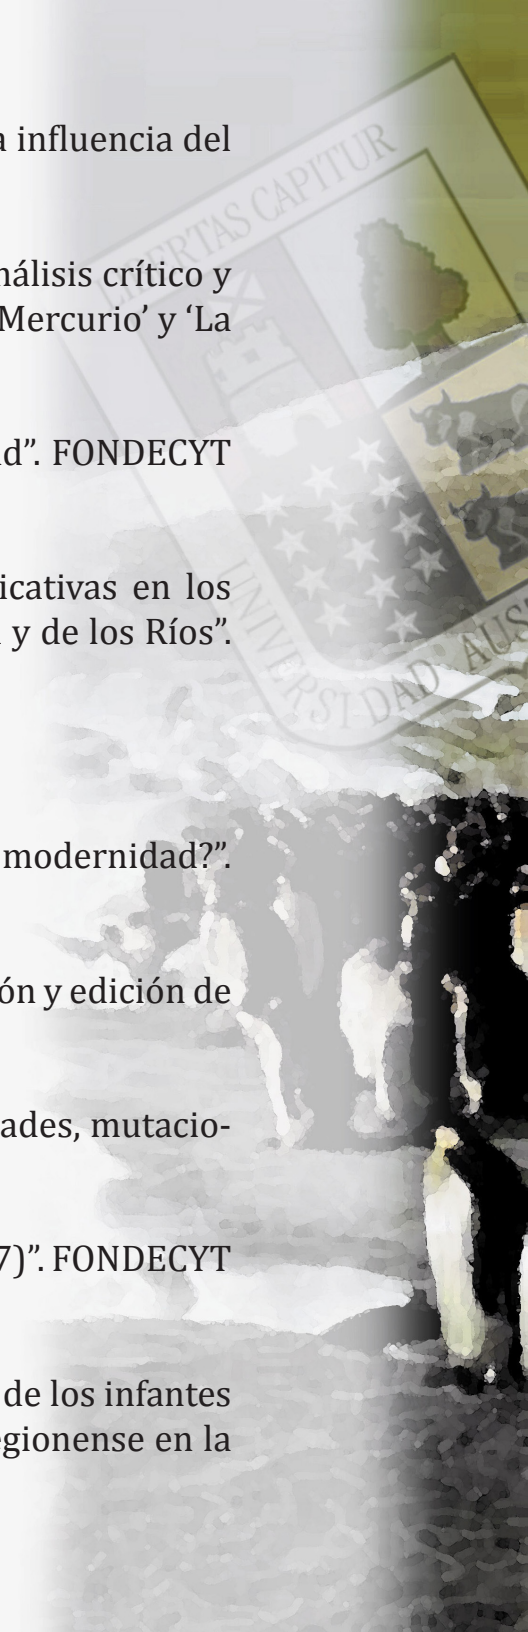 a influencia del
nálisis crítico y
Mercurio’ y ‘La
d”. FONDECYT
icativas en los
y de los Ríos”.
modernidad?”.
ón y edición de
ades, mutacio-
7)”. FONDECYT
de los infantes
egionense en la
LIBERTAS CAPITUR
UNIVERSIDAD AUS